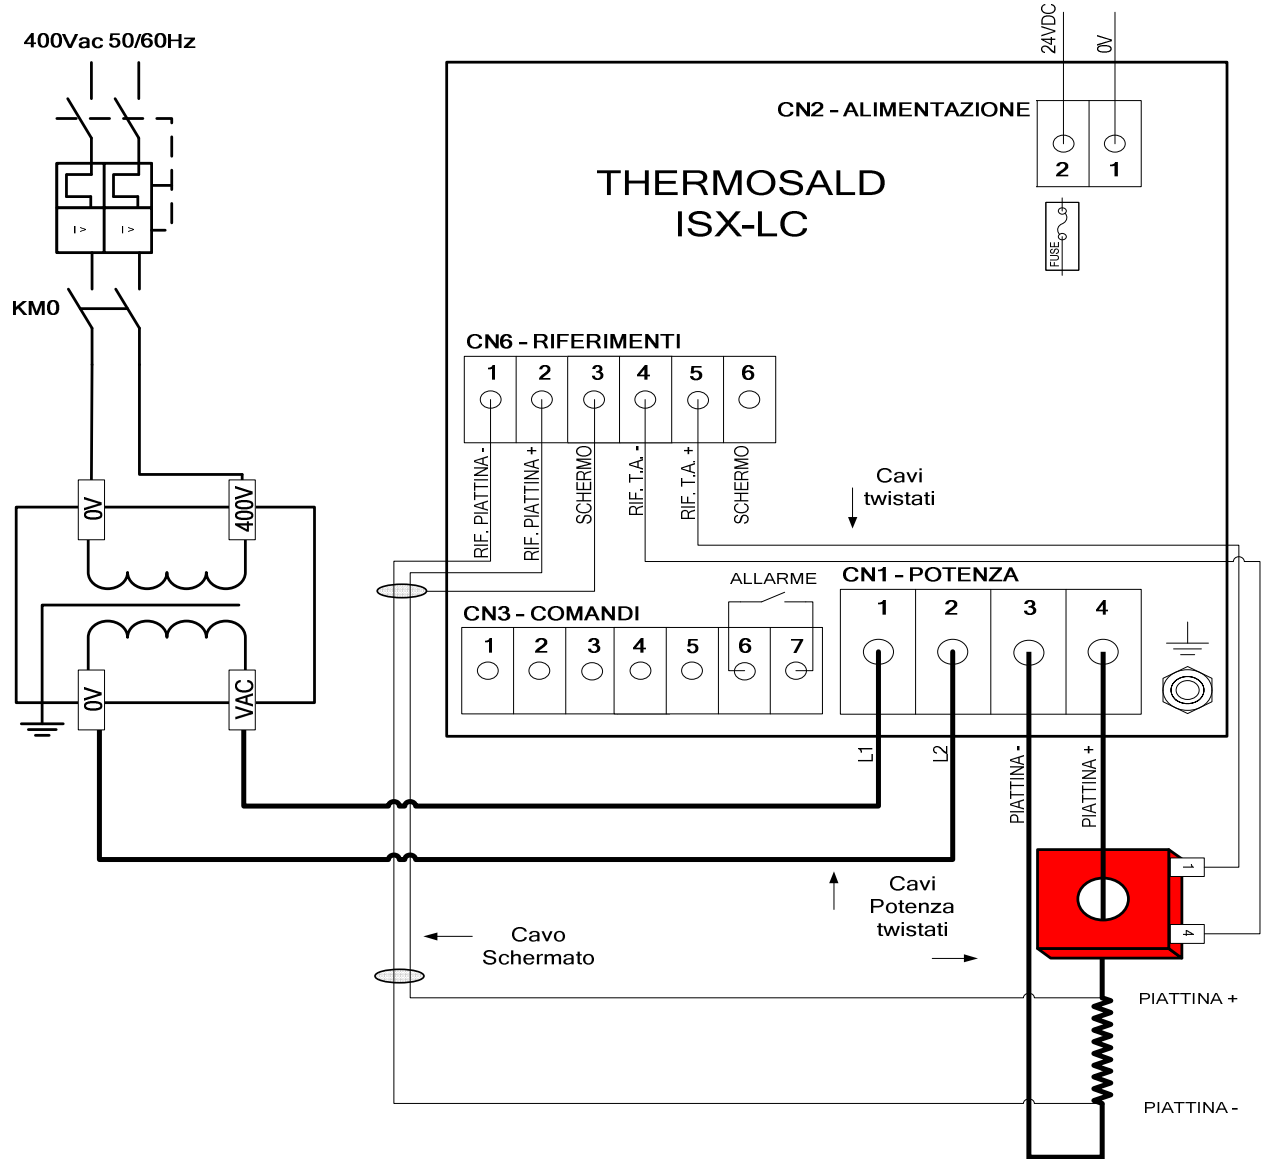 400Vac 50/60Hz
24VDC
0V
CN2 - ALIMENTAZIONE
2
1
THERMOSALD
ISX-LC
FUSE
I >
I >
KM0
CN6 - RIFERIMENTI
1
2
3
4
5
6
RIF. PIATTINA -
RIF. PIATTINA +
SCHERMO
RIF. T.A. -
RIF. T.A. +
SCHERMO
Cavi
twistati
0V
400V
ALLARME
CN1 - POTENZA
1
2
3
4
CN3 - COMANDI
1
2
3
4
5
6
7
0V
VAC
L1
L2
PIATTINA -
PIATTINA +
1
4
Cavi
Potenza
twistati
Cavo
Schermato
PIATTINA +
PIATTINA -